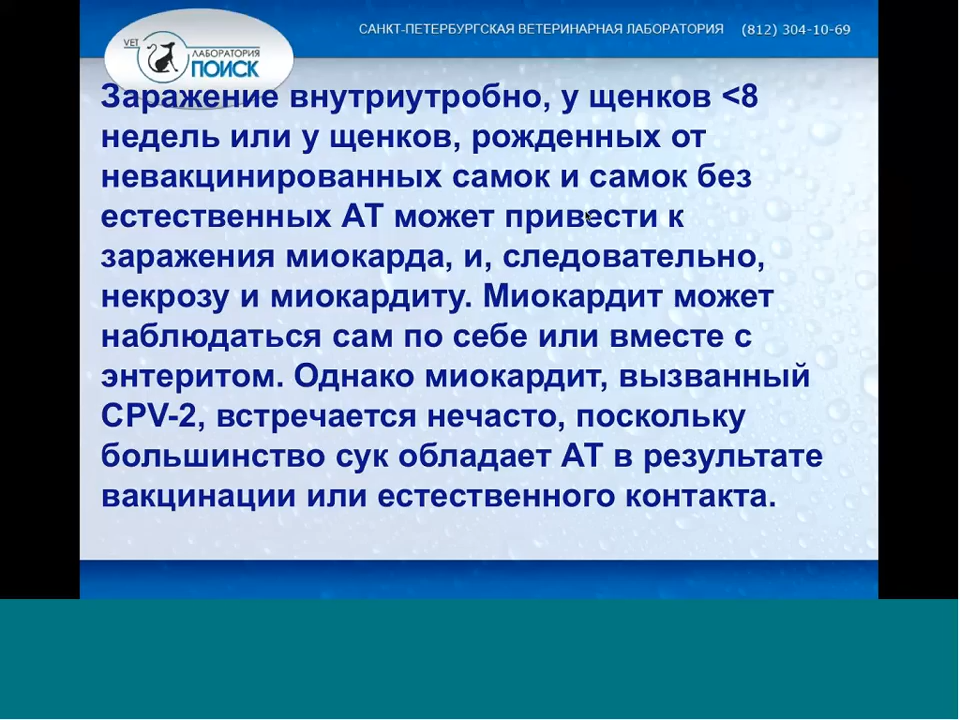 САНКТ-ПЕТЕРБУРГСКАЯ ВЕТЕРИНАРНАЯ ЛАБОРАТОРИЯ (812) 304-10-69
VET ЛАБОРАТОРИЯ
ПОИСК
Заражение внутриутробно, у щенков <8
недель или у щенков, рожденных от
невакцинированных самок и самок без
естественных АТ может привести к
заражения миокарда, и, следовательно,
некрозу и миокардиту. Миокардит может
наблюдаться сам по себе или вместе с
энтеритом. Однако миокардит, вызванный
CPV-2, встречается нечасто, поскольку
большинство сук обладает АТ в результате
вакцинации или естественного контакта.